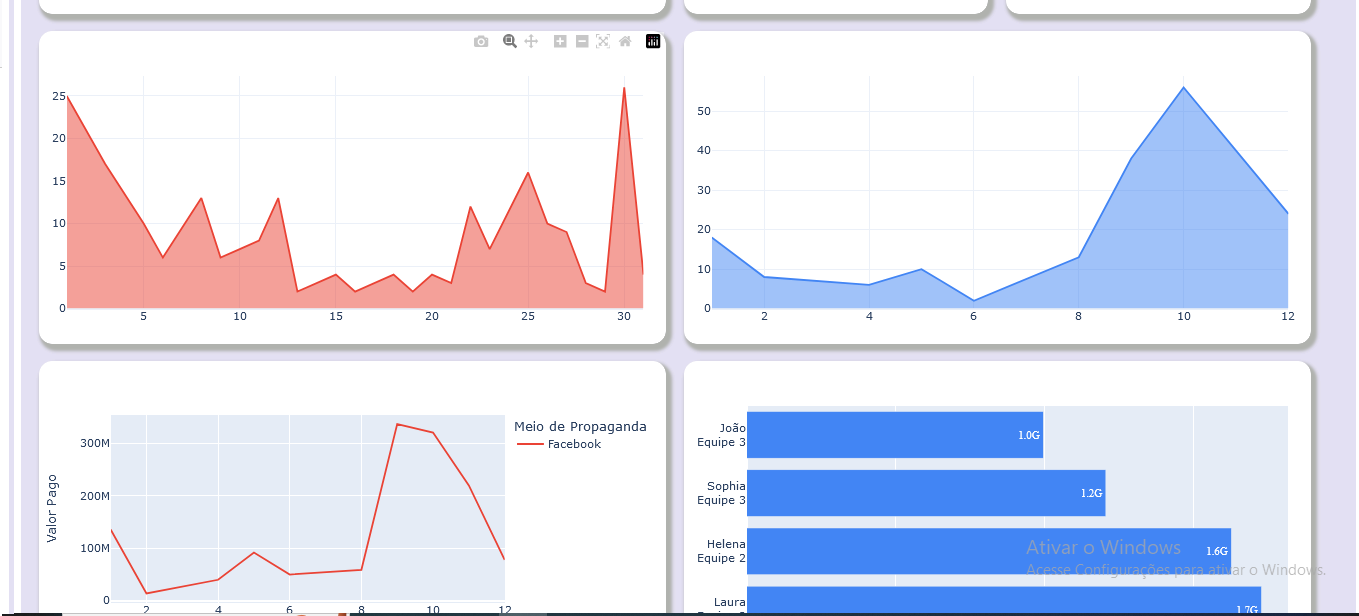 25
20
15
10
5
0
5 10 15 20 25 30
50
40
30
20
10
0
2 4 6 8 10 12
Valor Pago
300M
200M
100M
0
2 4 6 8 10 12
Meio de Propaganda
Facebook
João
Equipe 3
1.0G
Sophia
Equipe 3
1.2G
Helena
Equipe 2
1.6G
Laura
1.7G
Ativar o Windows
Acesse Configurações para ativar o Windows.